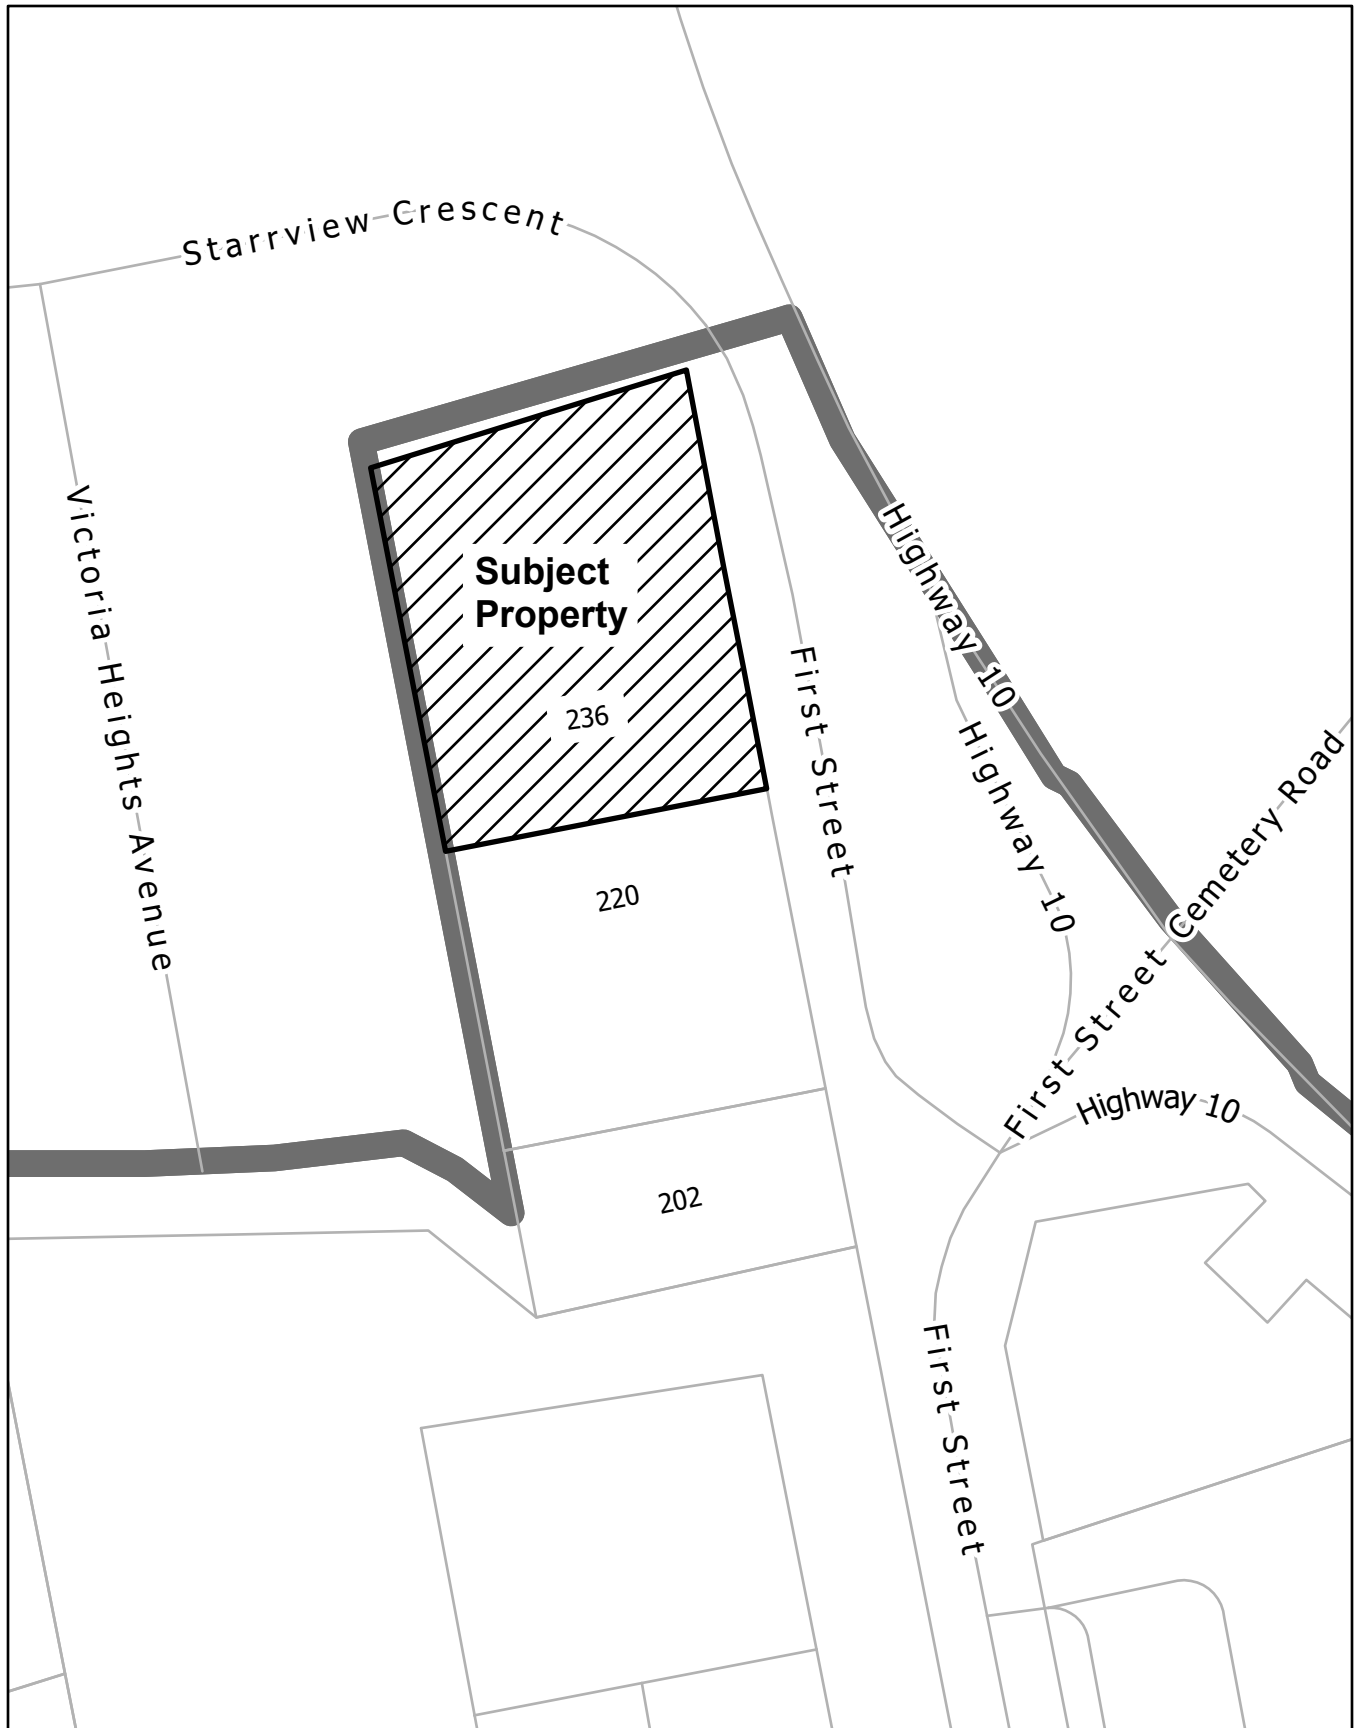 Starrview Crescent
Victoria Heights Avenue
Subject
Property
236
First Street
Highway 10
Highway 10
Cemetery Road
220
First Street
Highway 10
202
First Street